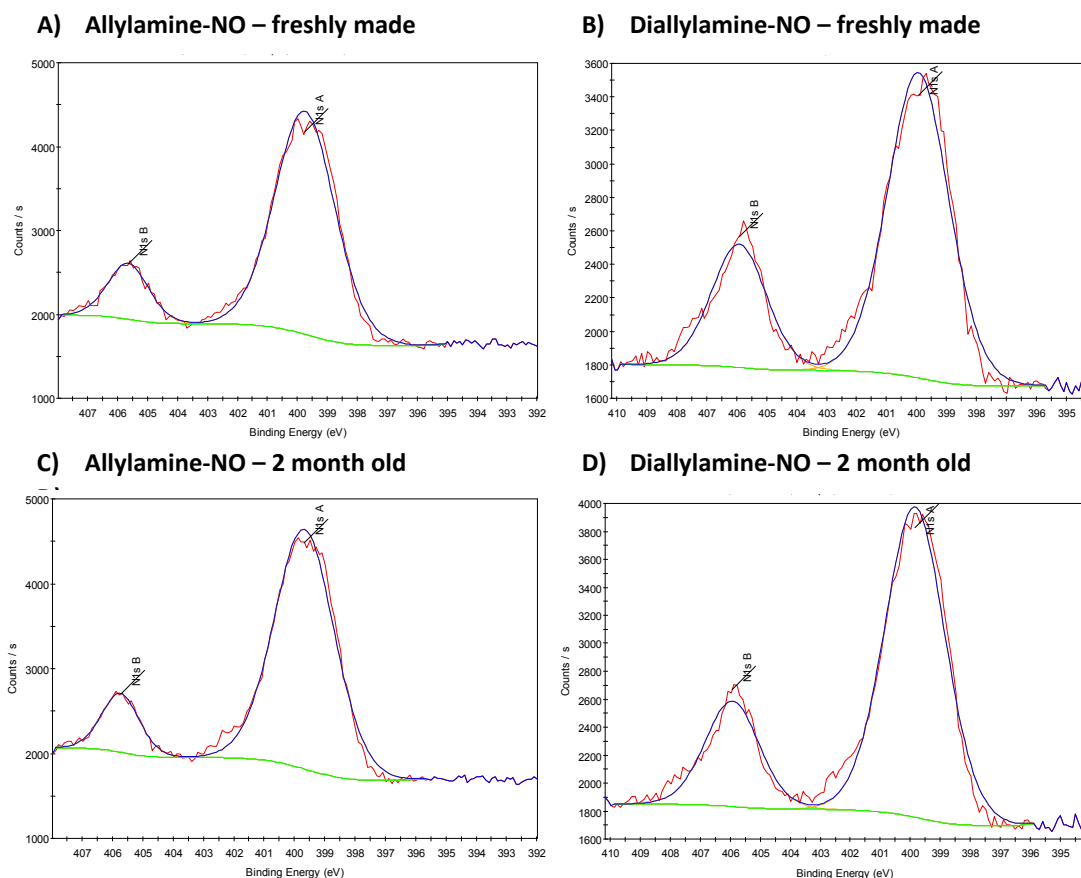 A) Allylamine-NO – freshly made
B) Diallylamine-NO – freshly made
5000
4000
3000
2000
1000
Counts / s
N1s B
N1s A
407 406 405 404 403 402 401 400 399 398 397 396 395 394 393 392
Binding Energy (eV)
3600
3400
3200
3000
2800
2600
2400
2200
2000
1800
1600
Counts / s
N1s B
N1s A
410 409 408 407 406 405 404 403 402 401 400 399 398 397 396 395
Binding Energy (eV)
C) Allylamine-NO – 2 month old
D) Diallylamine-NO – 2 month old
5000
4000
3000
2000
1000
Counts / s
N1s B
N1s A
407 406 405 404 403 402 401 400 399 398 397 396 395 394 393 392
Binding Energy (eV)
4000
3800
3600
3400
3200
3000
2800
2600
2400
2200
2000
1800
1600
Counts / s
N1s B
N1s A
410 409 408 407 406 405 404 403 402 401 400 399 398 397 396 395
Binding Energy (eV)